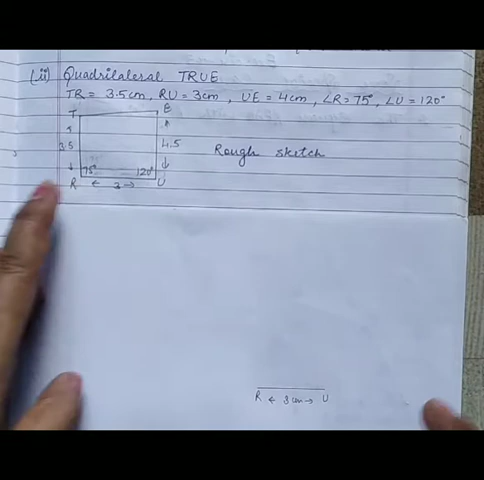 (ii) Quadrilateral TRUE
TR = 3.5cm, RU = 3cm, UE = 4cm, ∠R = 75°, ∠U = 120°
T E
3.5 4.5
75° 120°
R ← 3 → U
Rough sketch
R ← 3cm → U